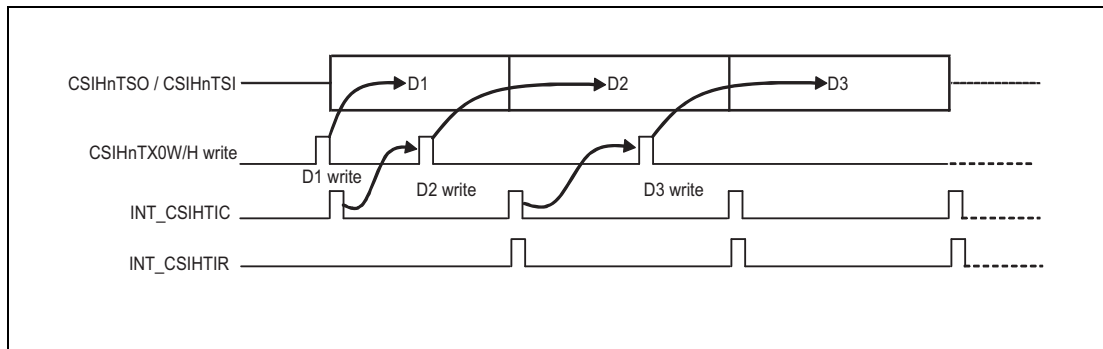 CSIHnTSO / CSIHnTSI D1 D2 D3
CSIHnTX0W/H write
D1 write D2 write D3 write
INT_CSIHTIC
INT_CSIHTIR